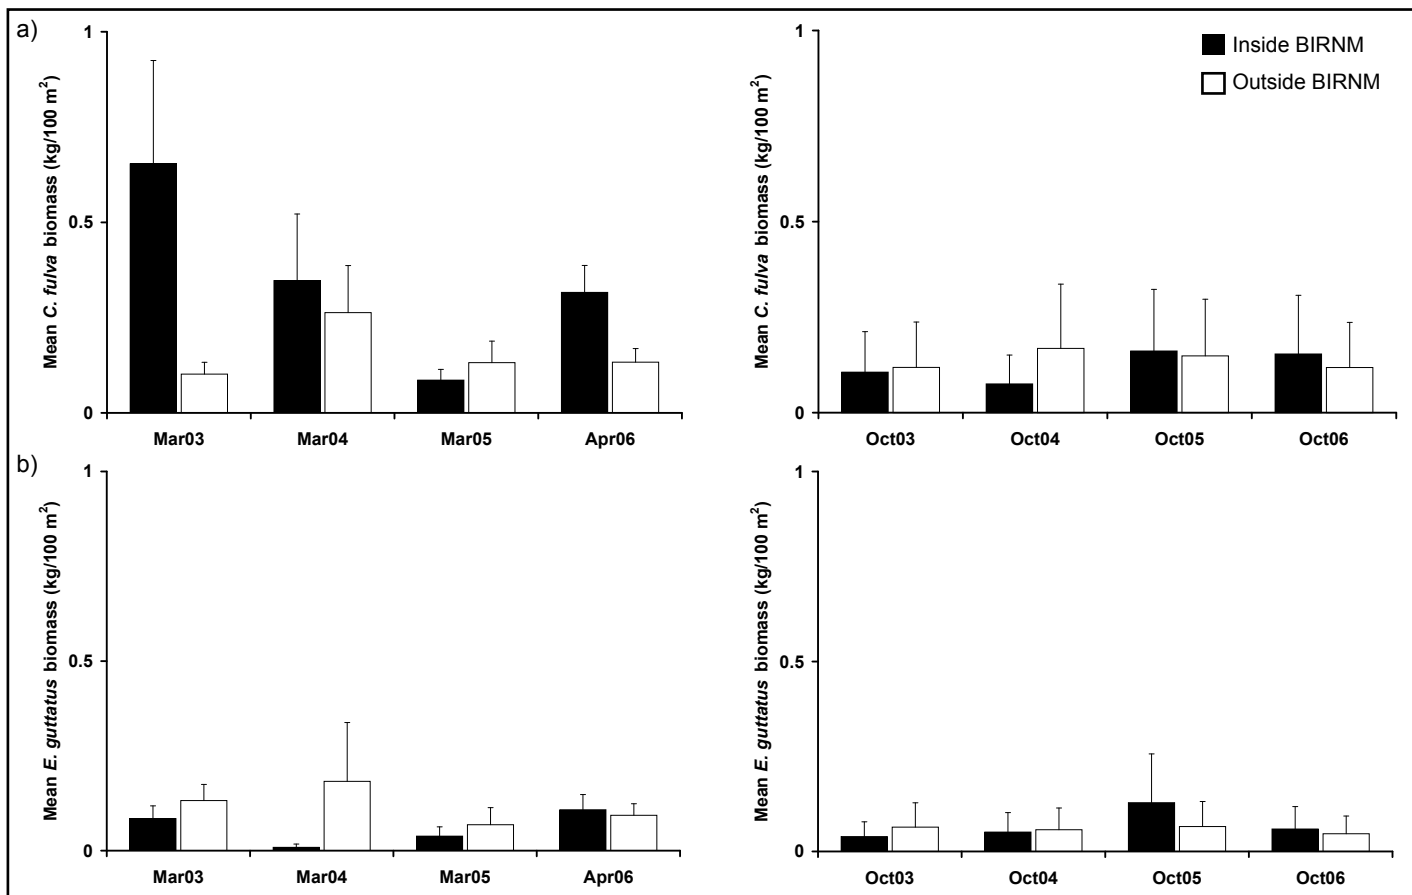 a)
Mean C. fulva biomass (kg/100 m²)
1
0.5
0
Mar03 Mar04 Mar05 Apr06
Mean C. fulva biomass (kg/100 m²)
1
0.5
0
Oct03 Oct04 Oct05 Oct06
Inside BIRNM
Outside BIRNM
b)
Mean E. guttatus biomass (kg/100 m²)
1
0.5
0
Mar03 Mar04 Mar05 Apr06
Mean E. guttatus biomass (kg/100 m²)
1
0.5
0
Oct03 Oct04 Oct05 Oct06